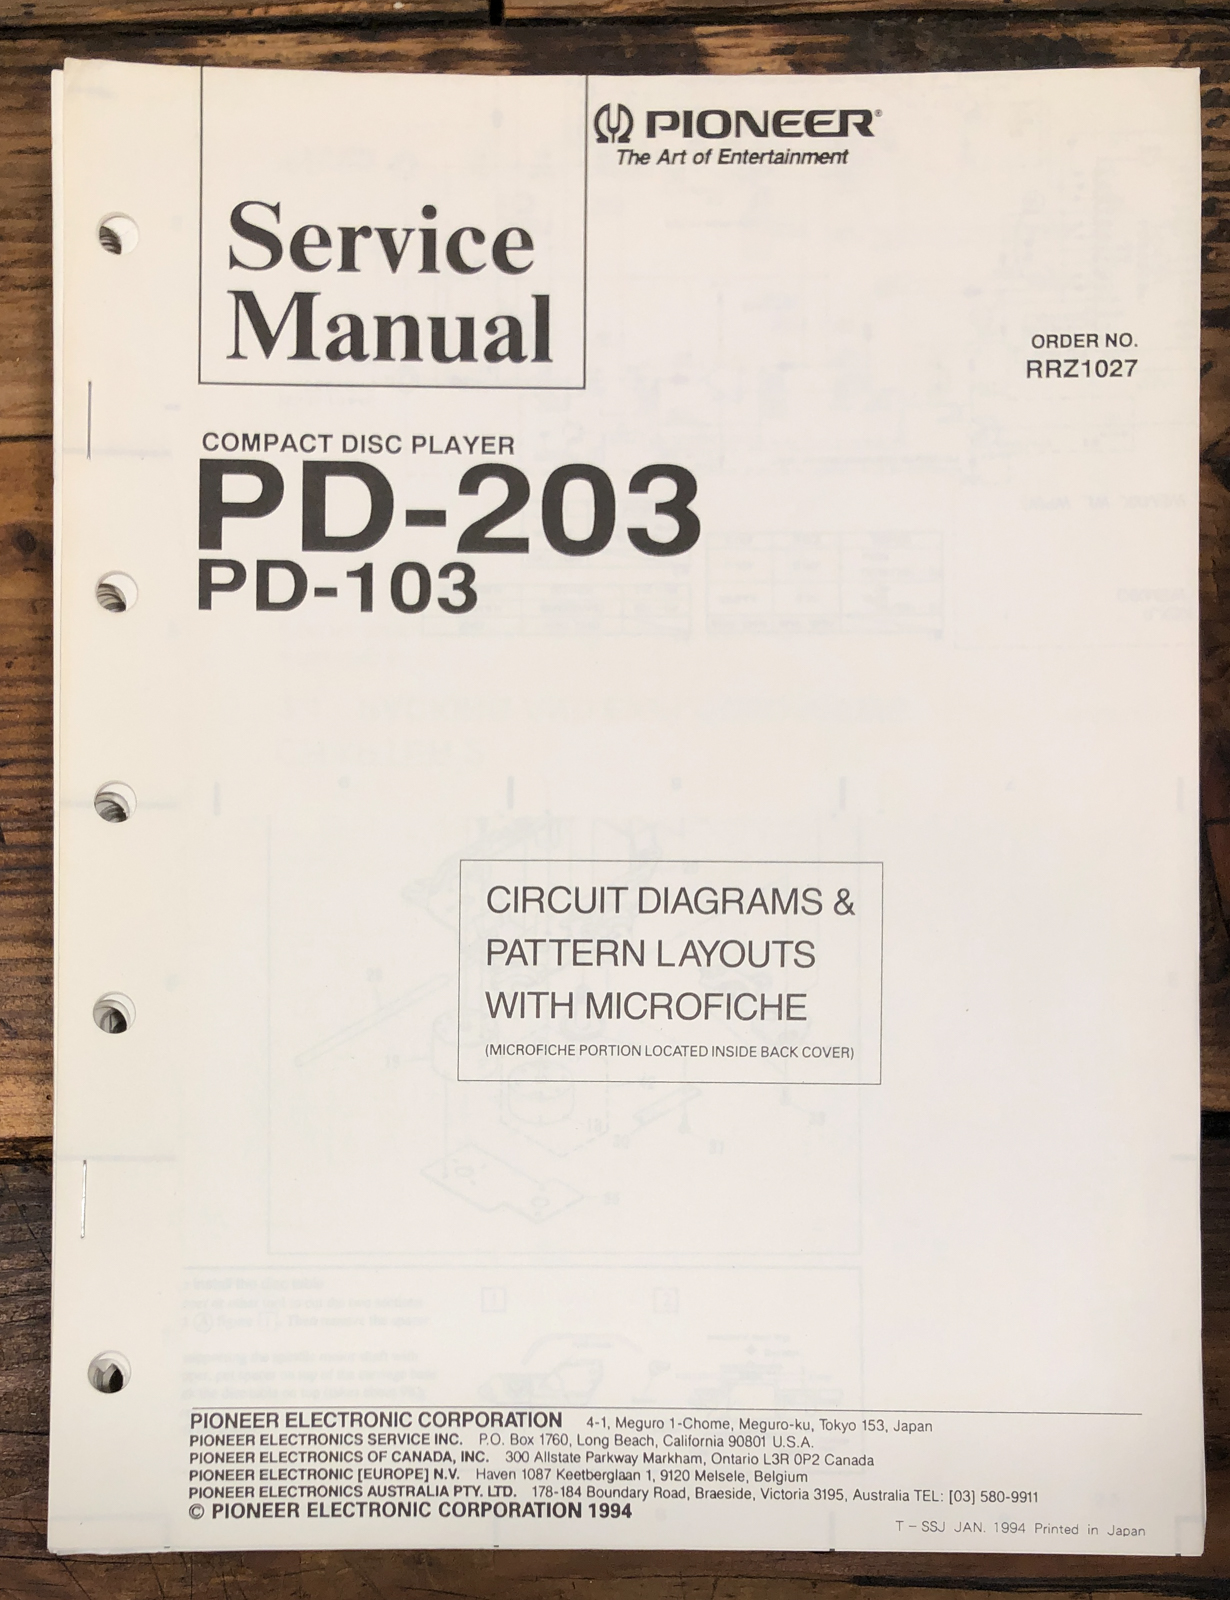 PIONEER®
The Art of Entertainment
Service
Manual
ORDER NO.
RRZ1027
COMPACT DISC PLAYER
PD-203
PD-103
CIRCUIT DIAGRAMS &
PATTERN LAYOUTS
WITH MICROFICHE
(MICROFICHE PORTION LOCATED INSIDE BACK COVER)
PIONEER ELECTRONIC CORPORATION 4-1, Meguro 1-Chome, Meguro-ku, Tokyo 153, Japan
PIONEER ELECTRONICS SERVICE INC. P.O. Box 1760, Long Beach, California 90801 U.S.A.
PIONEER ELECTRONICS OF CANADA, INC. 300 Allstate Parkway Markham, Ontario L3R 0P2 Canada
PIONEER ELECTRONIC [EUROPE] N.V. Haven 1087 Keetberglaan 1, 9120 Melsele, Belgium
PIONEER ELECTRONICS AUSTRALIA PTY. LTD. 178-184 Boundary Road, Braeside, Victoria 3195, Australia TEL: [03] 580-9911
© PIONEER ELECTRONIC CORPORATION 1994
T – SSJ JAN. 1994 Printed in Japan